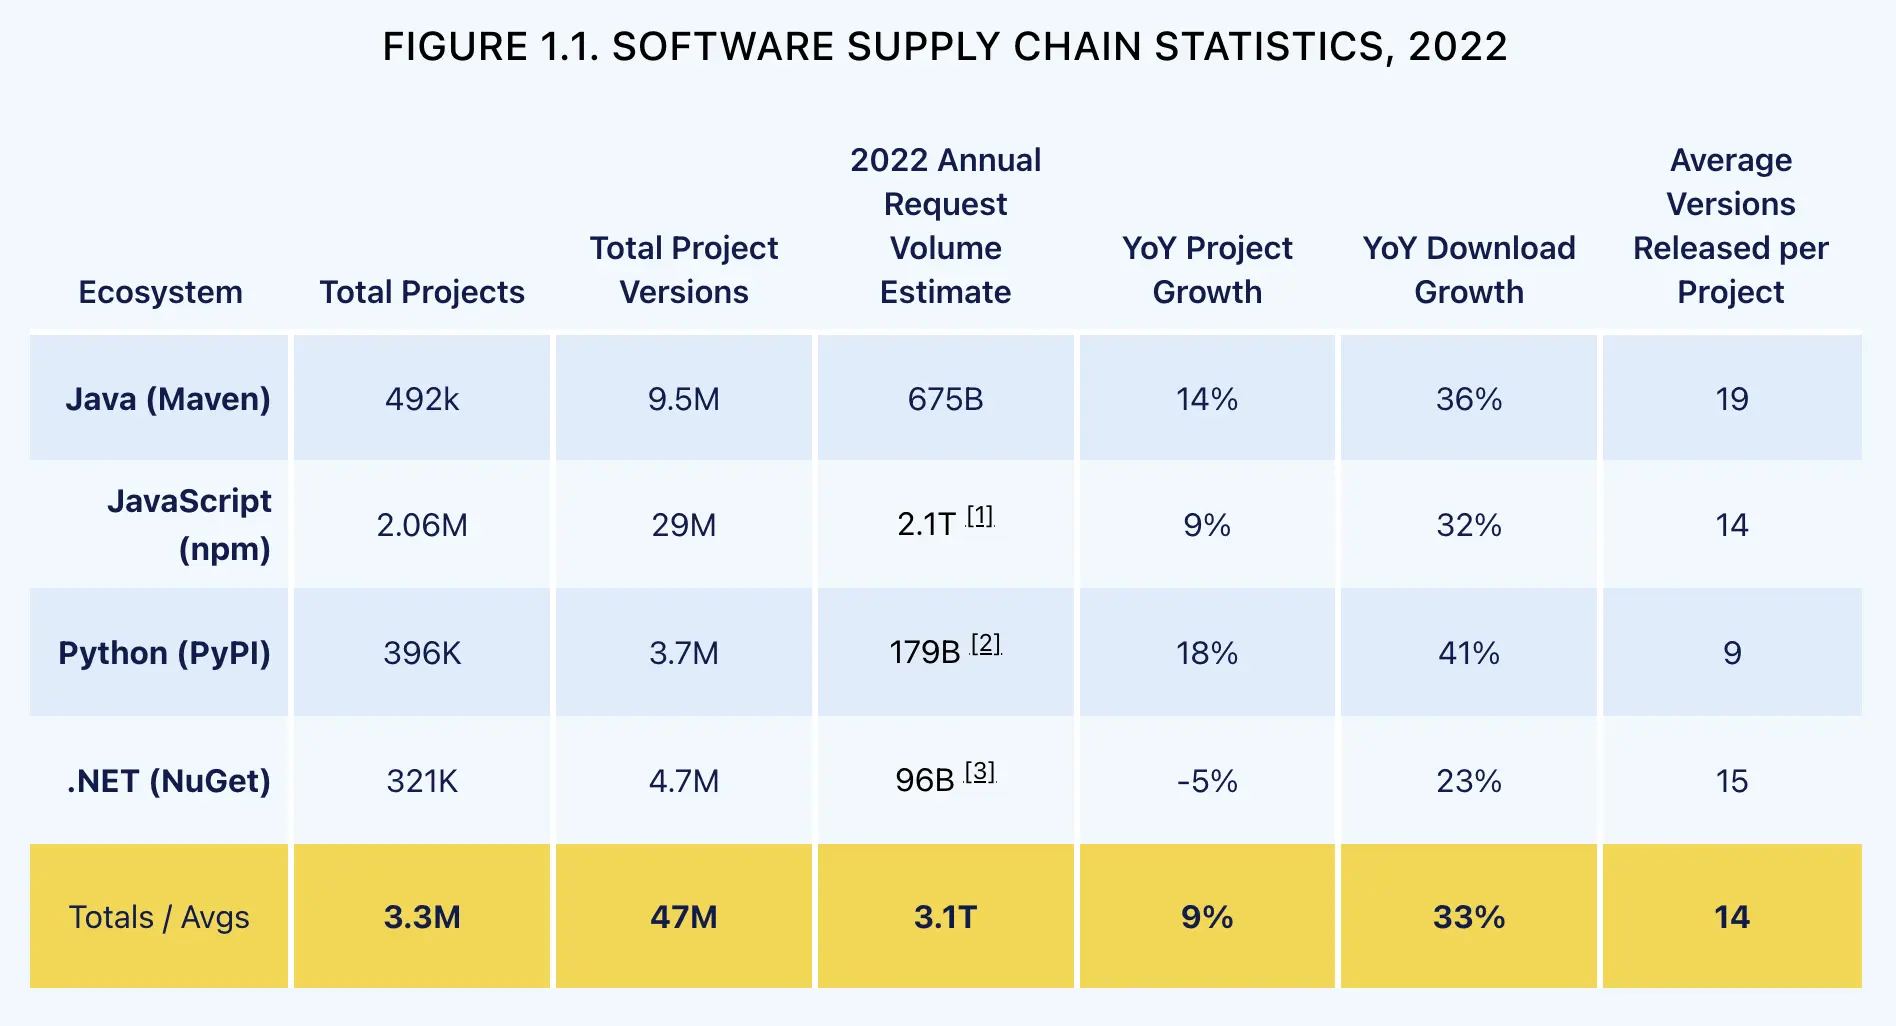 FIGURE 1.1. SOFTWARE SUPPLY CHAIN STATISTICS, 2022
Ecosystem
Total Projects
Total Project
Versions
2022 Annual
Request
Volume
Estimate
YoY Project
Growth
YoY Download
Growth
Average
Versions
Released per
Project
Java (Maven) 492k 9.5M 675B 14% 36% 19
JavaScript
(npm)
2.06M 29M 2.1T [1] 9% 32% 14
Python (PyPI) 396K 3.7M 179B [2] 18% 41% 9
.NET (NuGet) 321K 4.7M 96B [3] -5% 23% 15
Totals / Avgs 3.3M 47M 3.1T 9% 33% 14